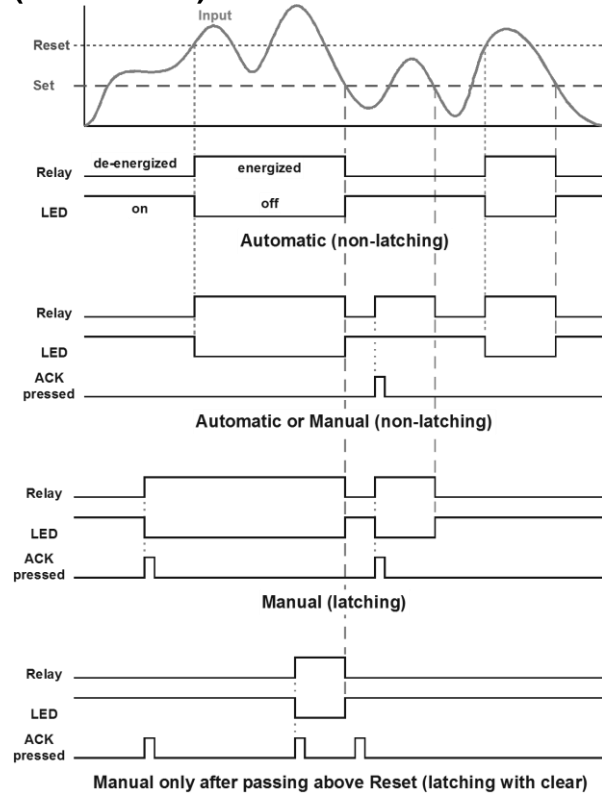 Input
Reset
Set
de-energized energized
Relay
on off
LED
Automatic (non-latching)
Relay
LED
ACK
pressed
Automatic or Manual (non-latching)
Relay
LED
ACK
pressed
Manual (latching)
Relay
LED
ACK
pressed
Manual only after passing above Reset (latching with clear)